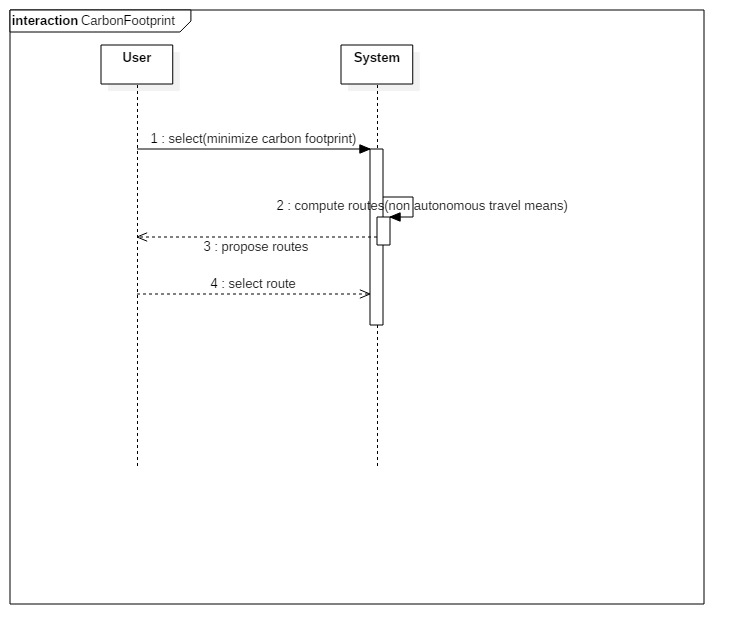 interaction CarbonFootprint
User
System
1 : select(minimize carbon footprint)
2 : compute routes(non autonomous travel means)
3 : propose routes
4 : select route